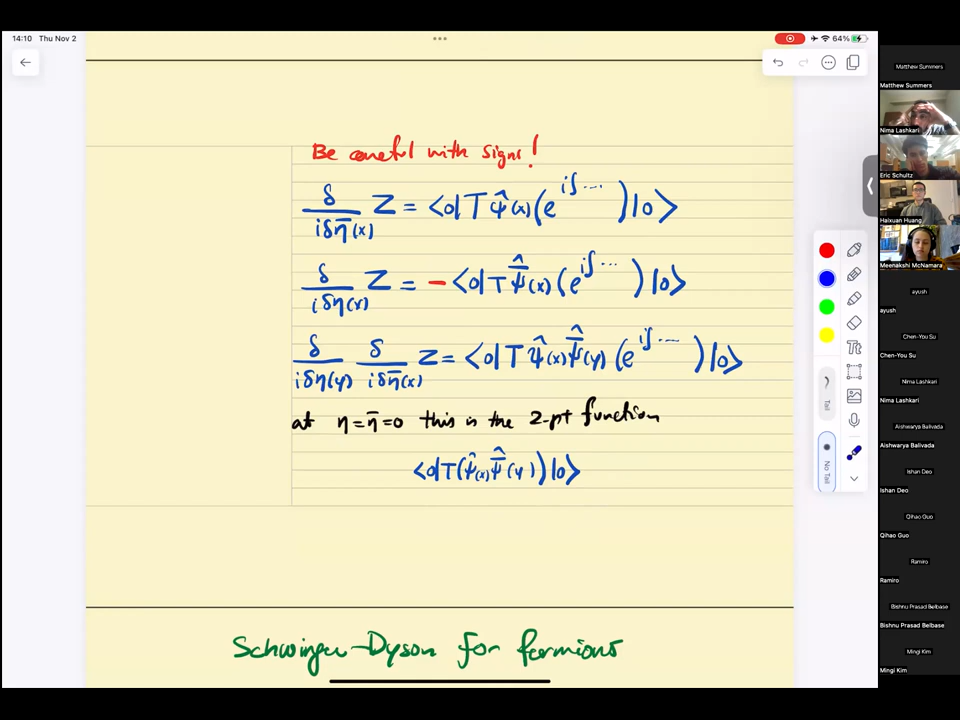 14:10 Thu Nov 2
64%
Be careful with signs!
δ/iδη̄(x) Z = <0|T ψ̂(x)(e^{i∫...})|0>
δ/iδη(x) Z = - <0|T ψ̄̂(x)(e^{i∫...})|0>
δ/iδη(y) δ/iδη̄(x) Z = <0|T ψ̂(x)ψ̄̂(y)(e^{i∫...})|0>
at η=η̄=0 this is the 2-pt function
<0|T(ψ̂(x)ψ̄̂(y))|0>
Schwinger-Dyson for fermions
Tt
Tail
No Tail
Matthew Summers
Matthew Summers
Nima Lashkari
Eric Schultz
Haixuan Huang
Meenakshi McNamara
ayush
ayush
Chen-You Su
Chen-You Su
Nima Lashkari
Nima Lashkari
Aishwarya Balivada
Aishwarya Balivada
Ishan Deo
Ishan Deo
Qihao Guo
Qihao Guo
Ramiro
Ramiro
Bishnu Prasad Belbase
Bishnu Prasad Belbase
Mingi Kim
Mingi Kim